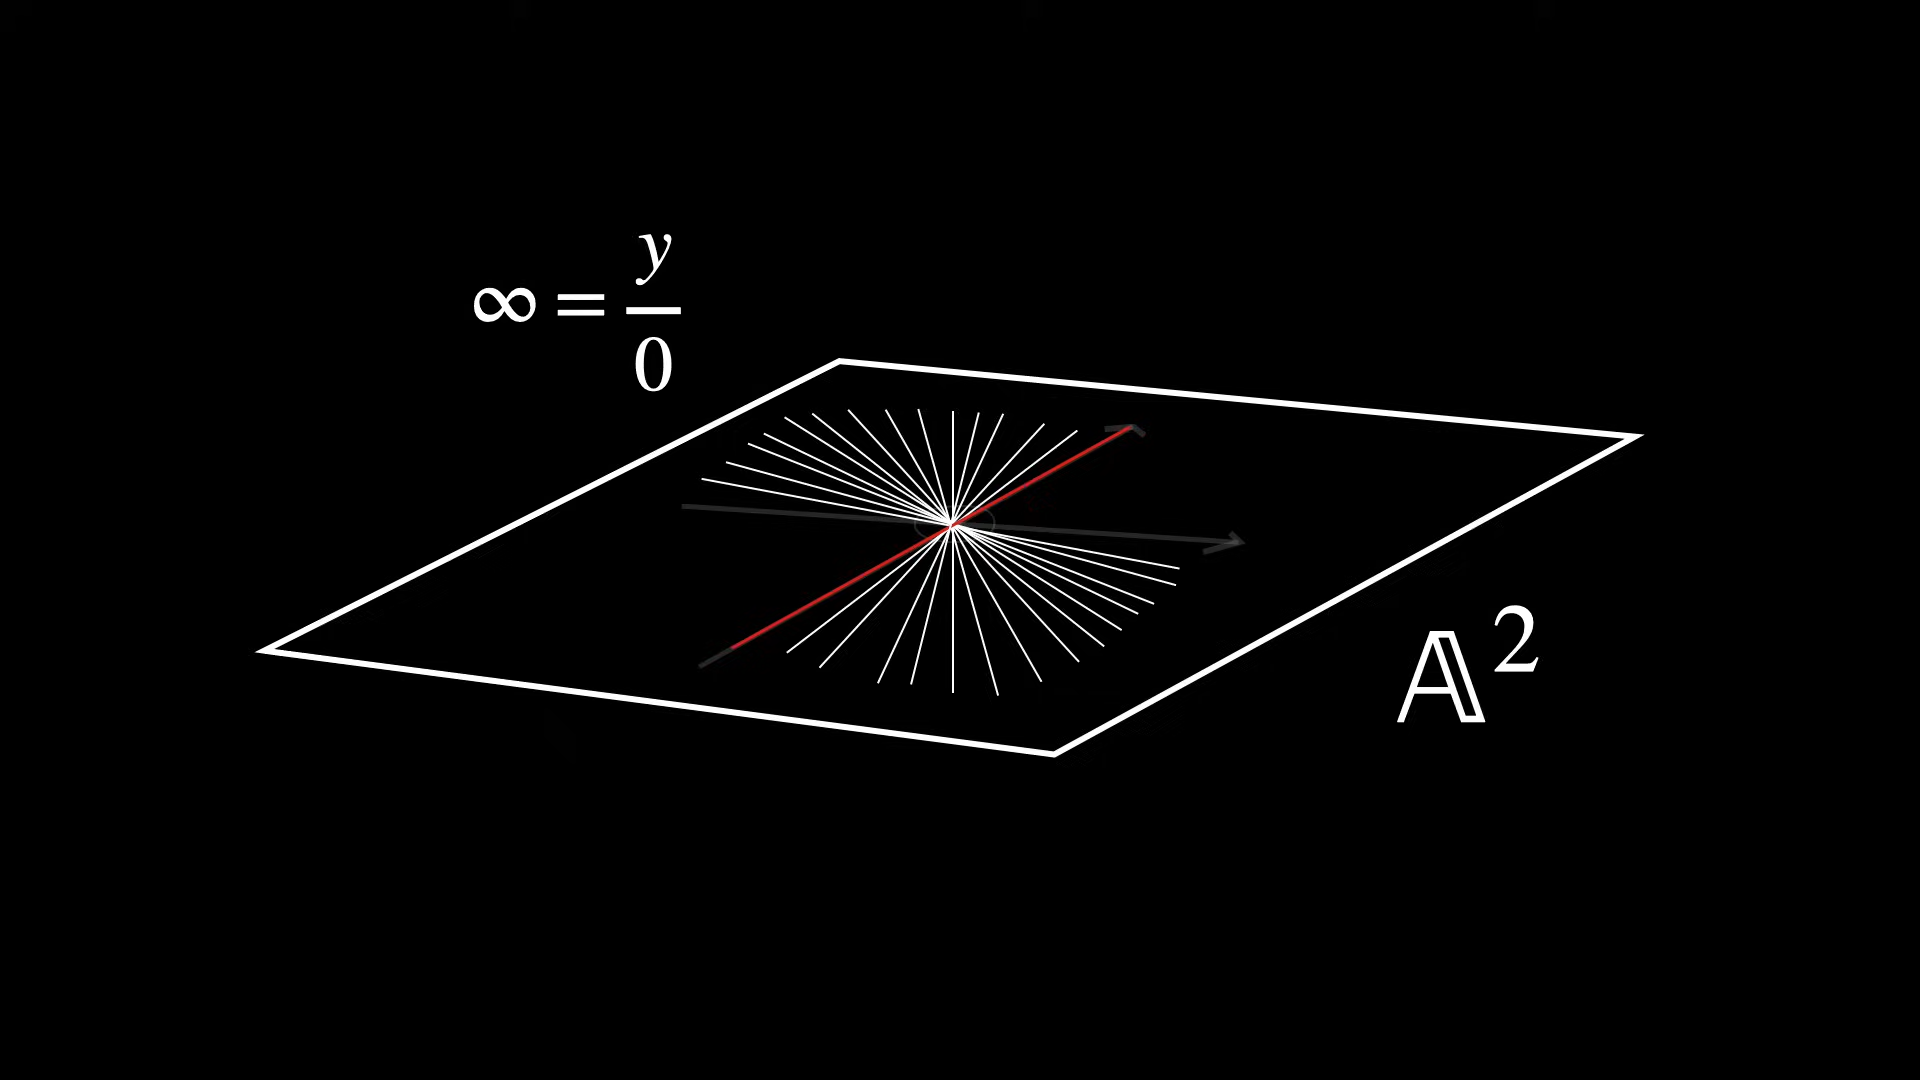 ∞ = y/0
𝔸²